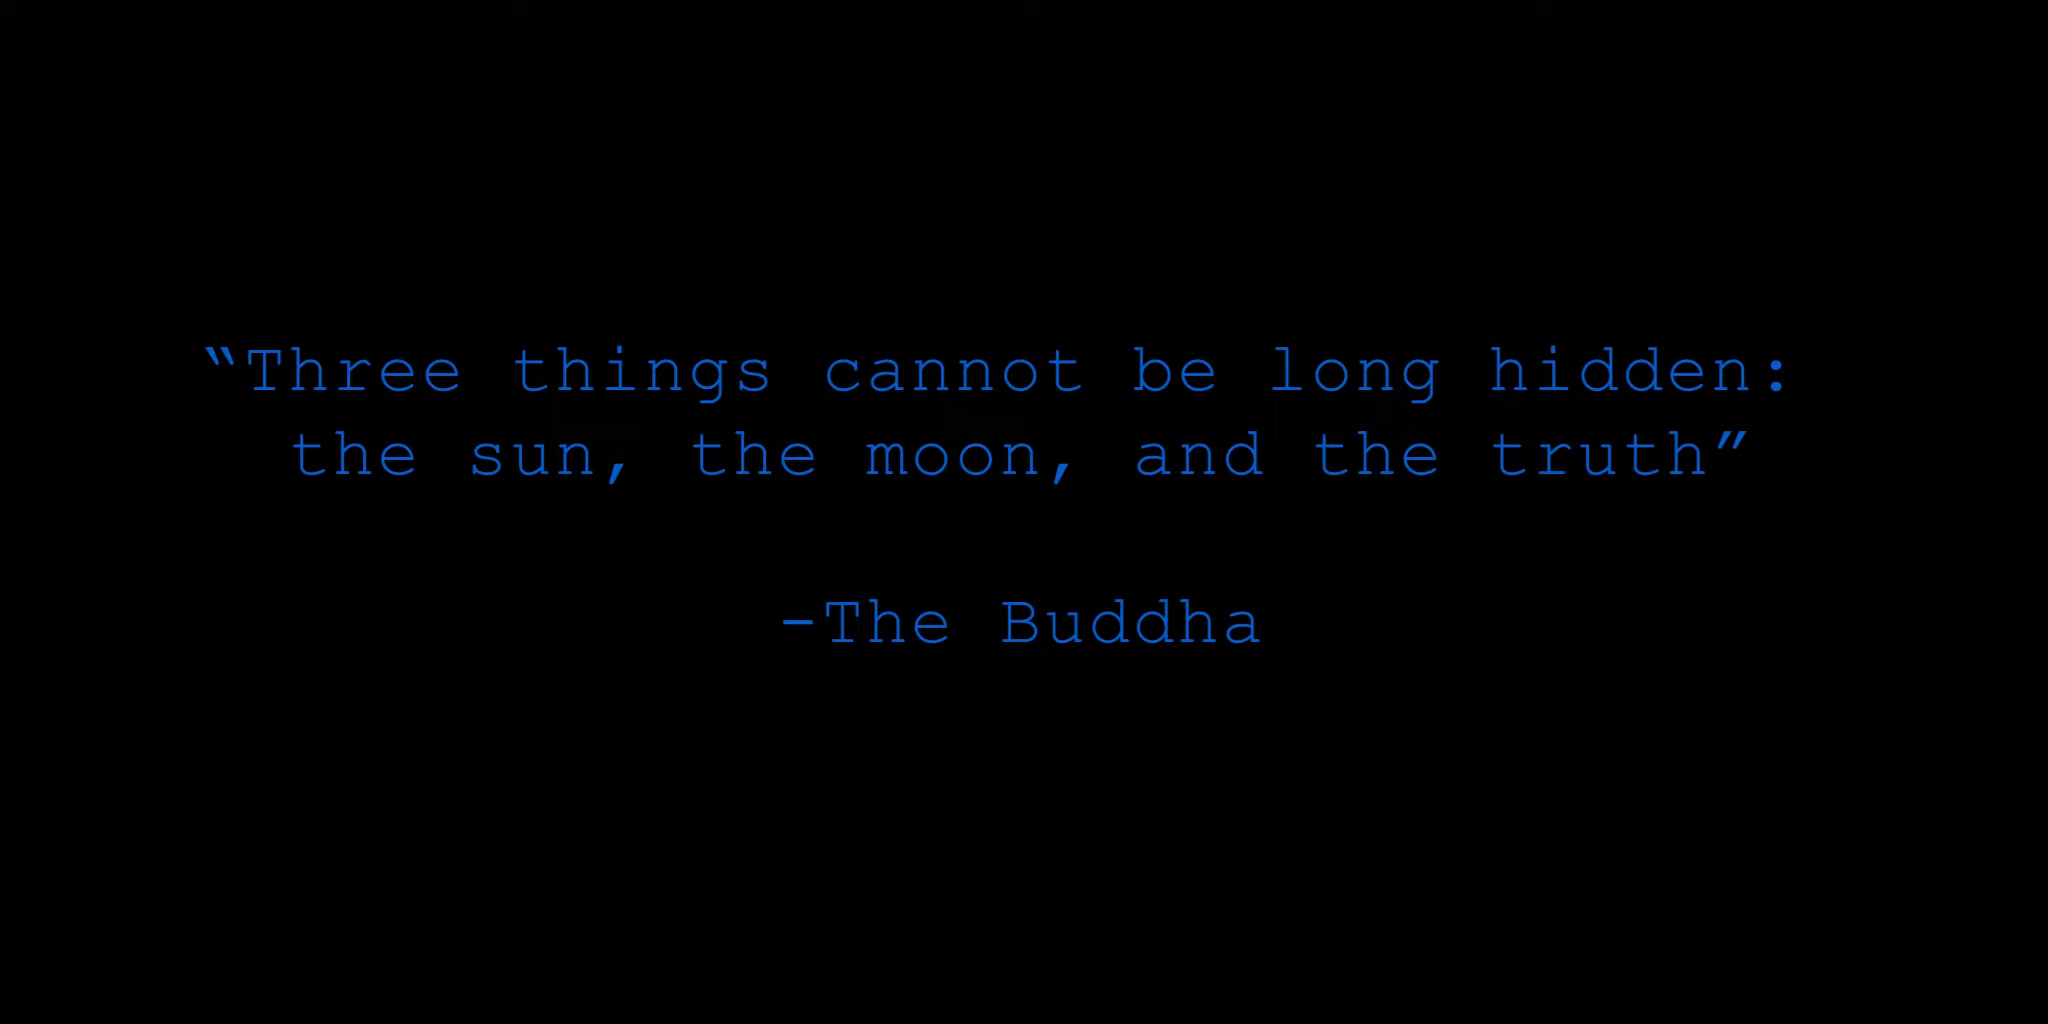 “Three things cannot be long hidden:
the sun, the moon, and the truth”
-The Buddha